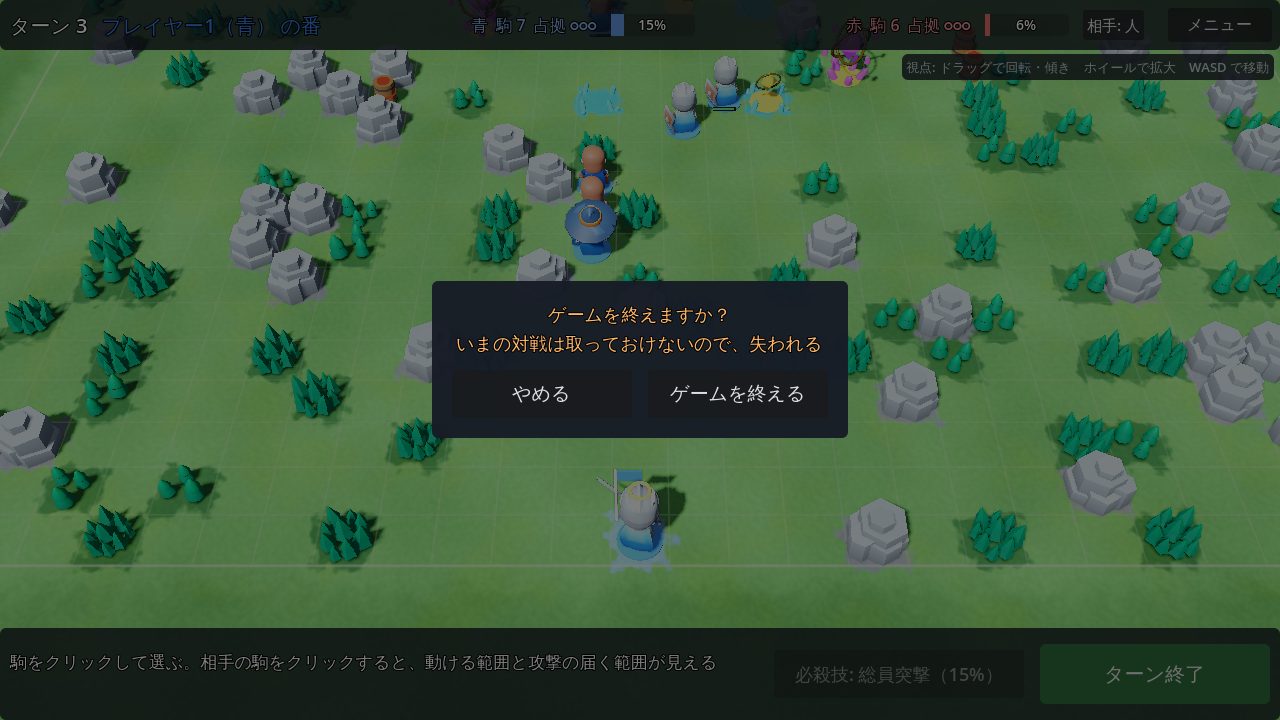 ターン 3 プレイヤー1（青）の番 青 駒 7 占拠 ○○○ 15% 赤 駒 6 占拠 ○○○ 6% 相手: 人 メニュー
視点: ドラッグで回転・傾き ホイールで拡大 WASD で移動
ゲームを終えますか？
いまの対戦は取っておけないので、失われる
やめる ゲームを終える
駒をクリックして選ぶ。相手の駒をクリックすると、動ける範囲と攻撃の届く範囲が見える
必殺技: 総員突撃（15%） ターン終了